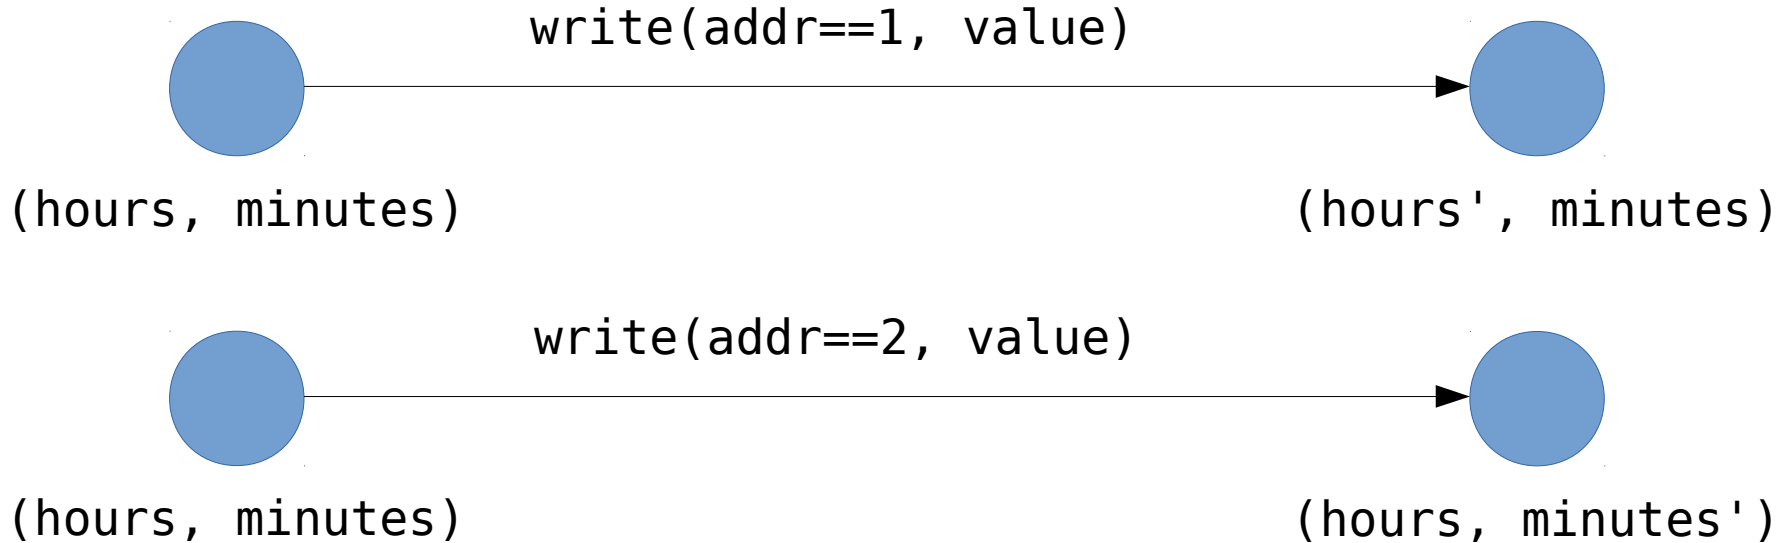 write(addr==1, value)
(hours, minutes)
(hours', minutes)
write(addr==2, value)
(hours, minutes)
(hours, minutes')